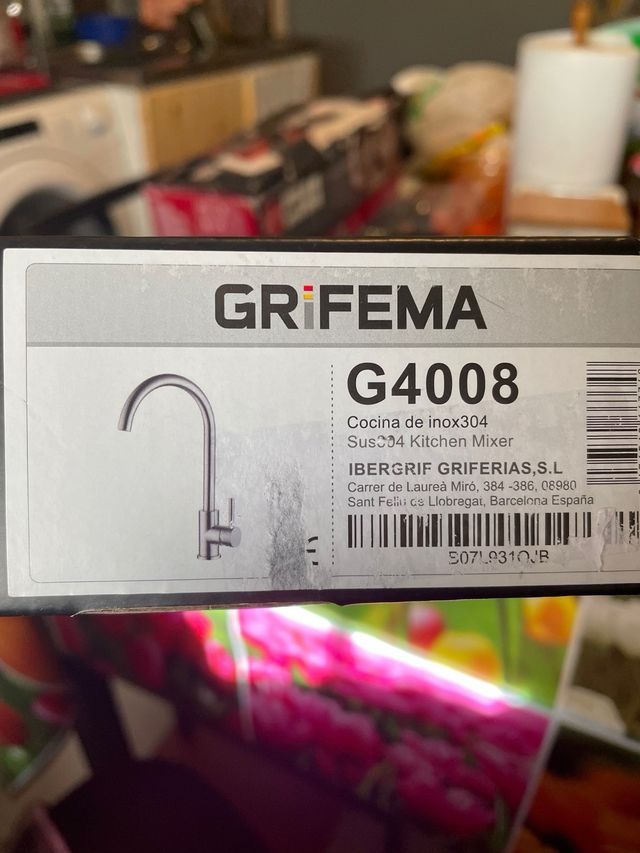 GRiFEMA
G4008
Cocina de inox304
Sus304 Kitchen Mixer
IBERGRIF GRIFERIAS,S.L
Carrer de Laureà Miró, 384 -386, 08980
Sant Feliu de Llobregat, Barcelona España
B07L931QJB